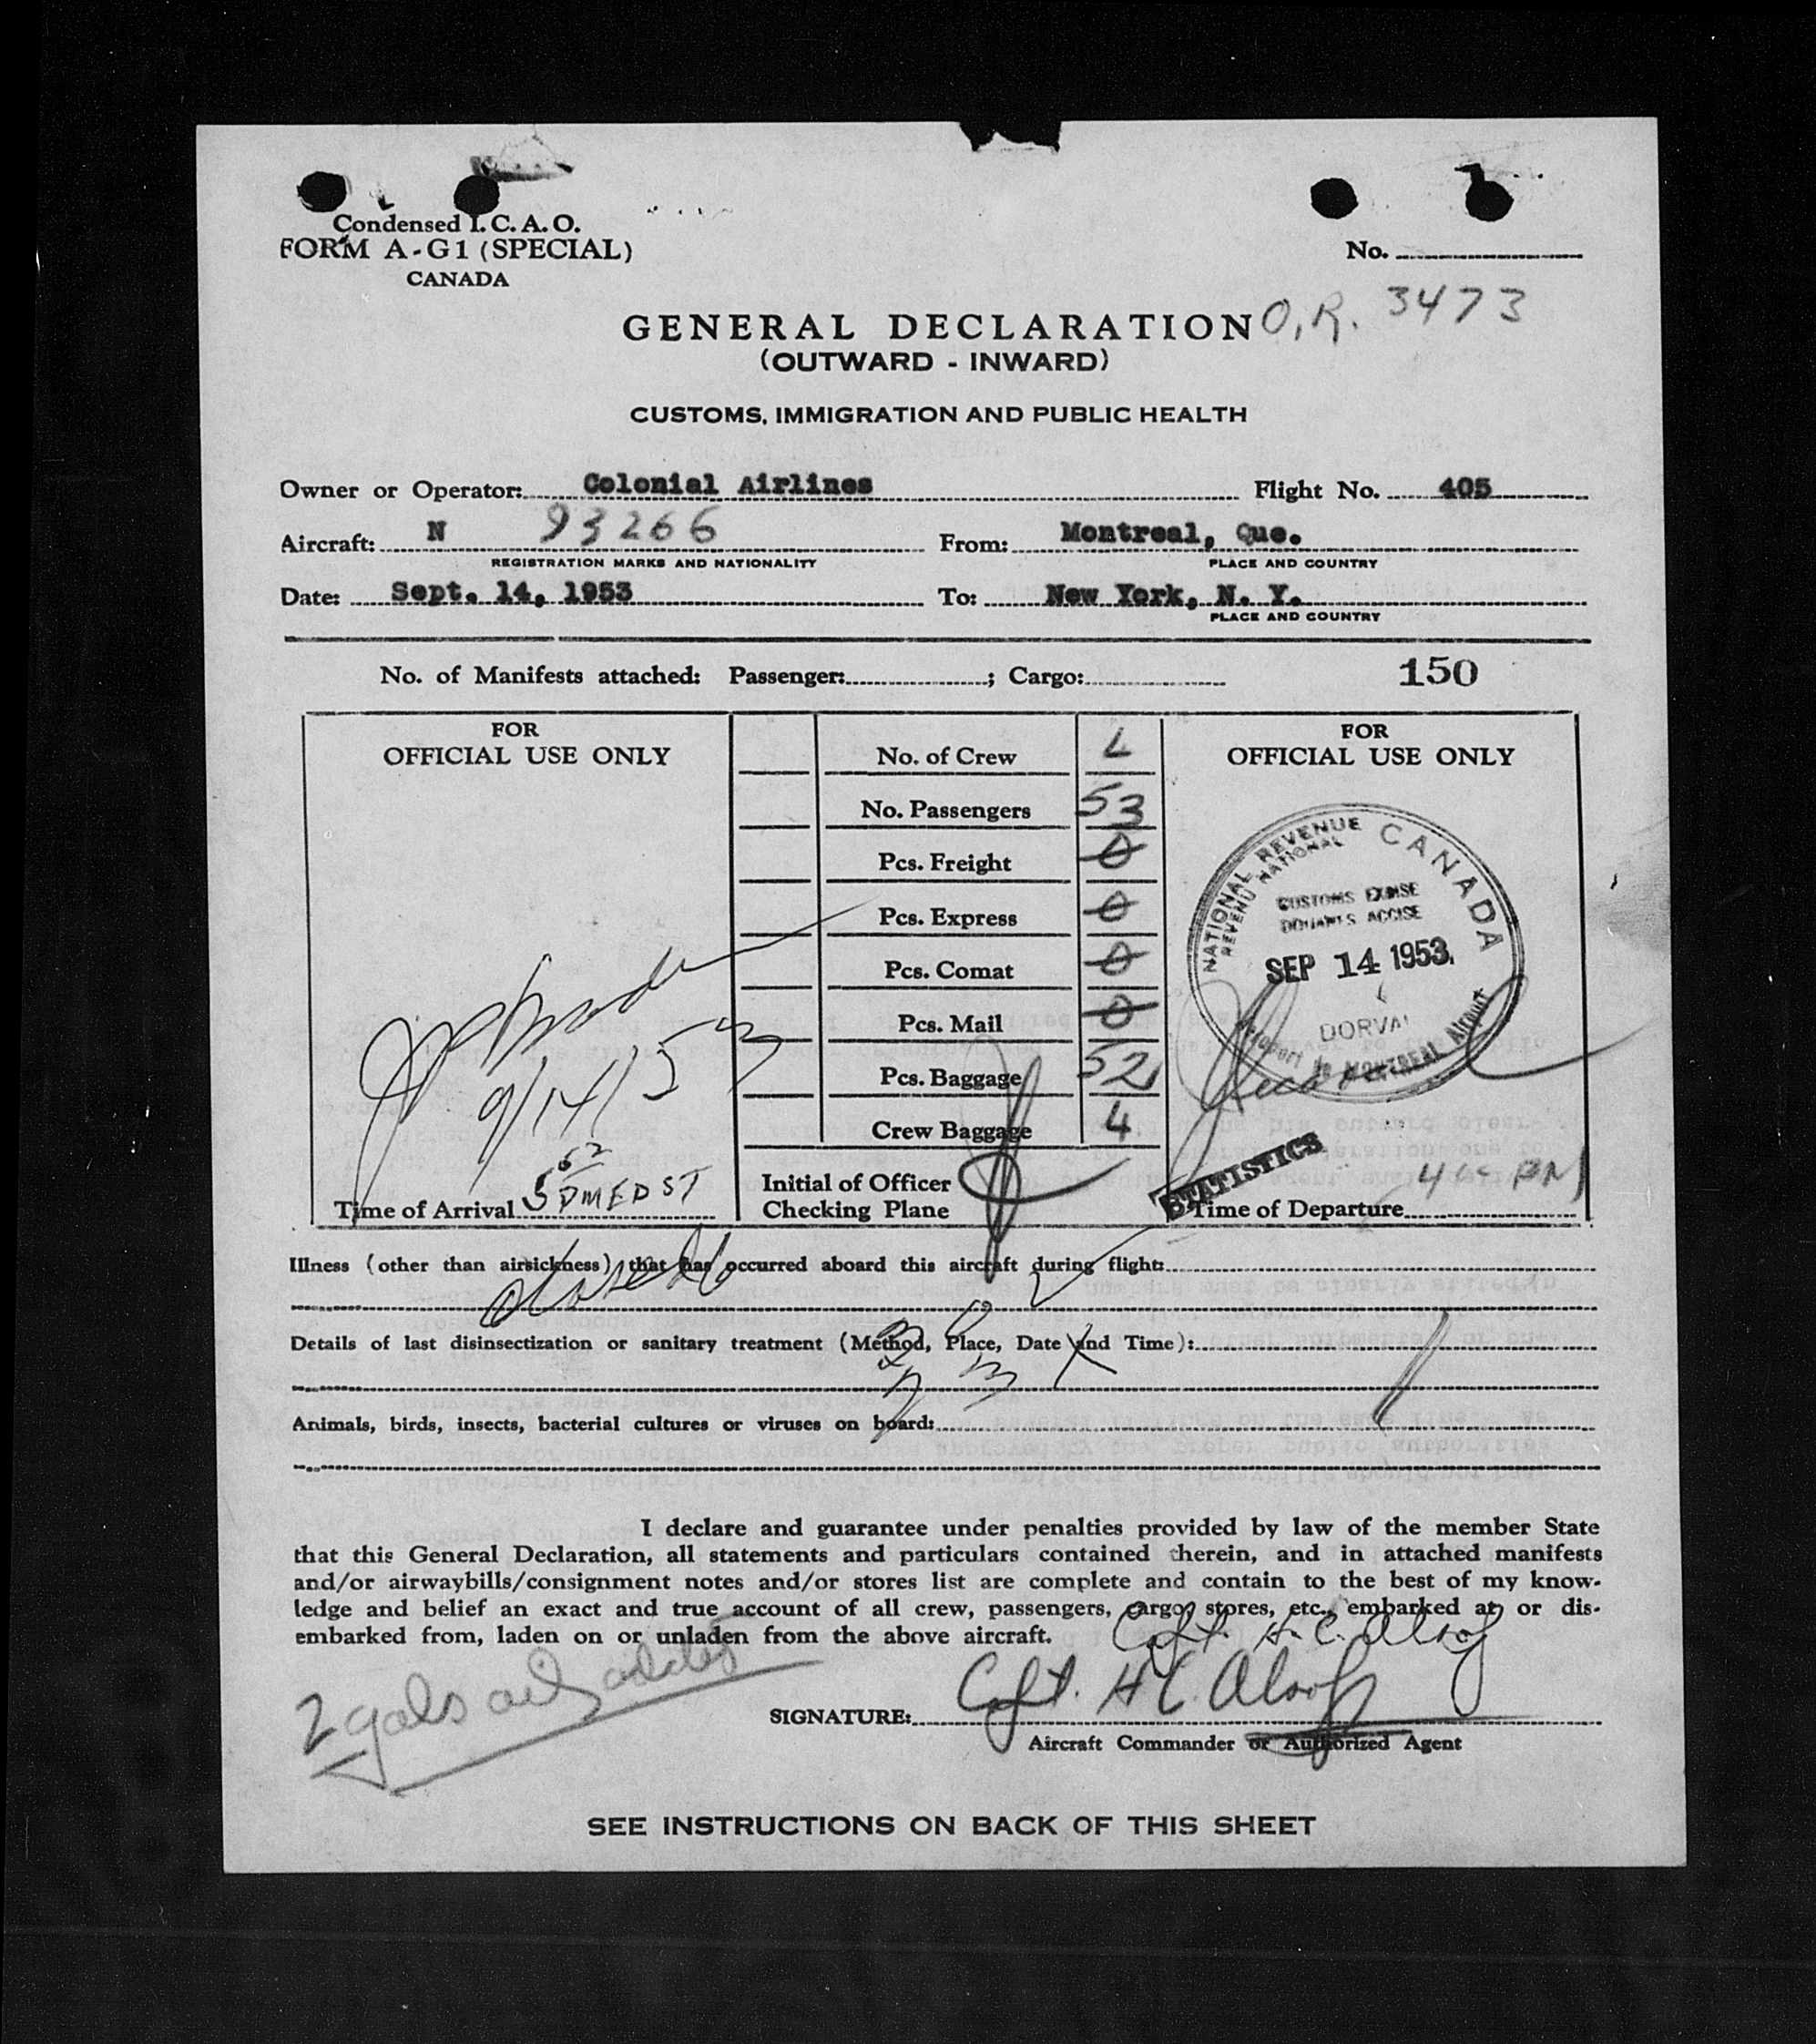 Condensed I. C. A. O.
FORM A-G1 (SPECIAL)
CANADA
No.
O.R. 3473
GENERAL DECLARATION
(OUTWARD - INWARD)
CUSTOMS, IMMIGRATION AND PUBLIC HEALTH
Owner or Operator: Colonial Airlines Flight No. 405
Aircraft: N 93266 From: Montreal, Que.
REGISTRATION MARKS AND NATIONALITY PLACE AND COUNTRY
Date: Sept. 14, 1953 To: New York, N. Y.
PLACE AND COUNTRY
No. of Manifests attached: Passenger: ; Cargo: 150
FOR
OFFICIAL USE ONLY
9/14/53
Time of Arrival
No. of Crew
No. Passengers 53
Pcs. Freight 0
Pcs. Express 0
Pcs. Comat 0
Pcs. Mail 0
Pcs. Baggage 52
Crew Baggage 4
Initial of Officer
Checking Plane
FOR
OFFICIAL USE ONLY
NATIONAL REVENUE CANADA
REVENU NATIONAL
CUSTOMS EXCISE
DOUANES ACCISE
SEP 14 1953
DORVAL
MONTREAL Airport
STATISTICS
Time of Departure PM
Illness (other than airsickness) that has occurred aboard this aircraft during flight:
Details of last disinsectization or sanitary treatment (Method, Place, Date and Time):
Animals, birds, insects, bacterial cultures or viruses on board:
I declare and guarantee under penalties provided by law of the member State
that this General Declaration, all statements and particulars contained therein, and in attached manifests
and/or airwaybills/consignment notes and/or stores list are complete and contain to the best of my know-
ledge and belief an exact and true account of all crew, passengers, cargo, stores, etc., embarked at or dis-
embarked from, laden on or unladen from the above aircraft.
Capt. H. C.
2 gals oil added
SIGNATURE: Capt. H C
Aircraft Commander or Authorized Agent
SEE INSTRUCTIONS ON BACK OF THIS SHEET